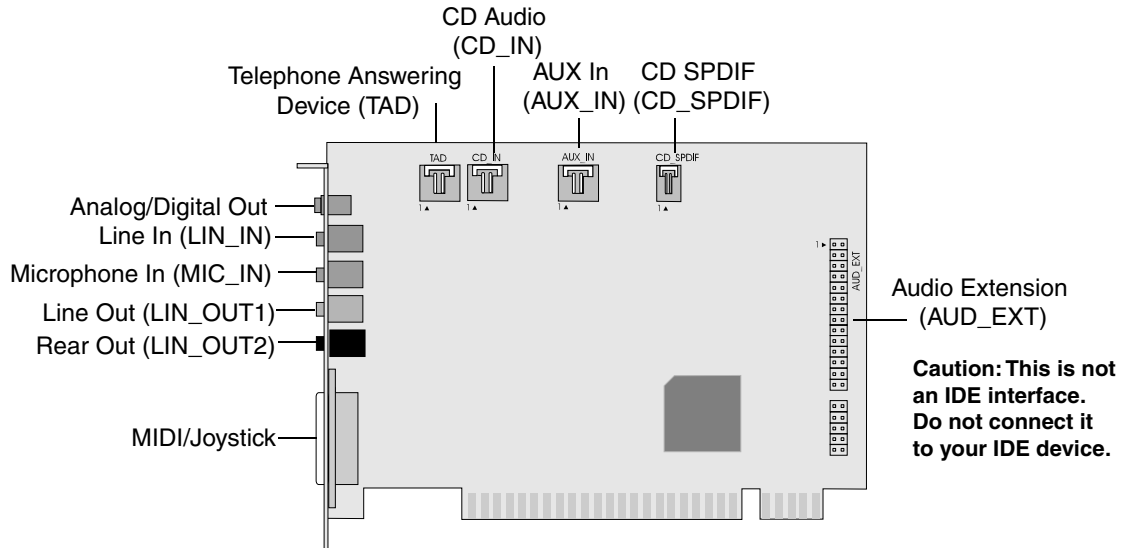 CD Audio
(CD_IN)
Telephone Answering
Device (TAD)
AUX In
(AUX_IN)
CD SPDIF
(CD_SPDIF)
TAD
CD_IN
AUX_IN
CD_SPDIF
1
1
1
1
Analog/Digital Out
Line In (LIN_IN)
Microphone In (MIC_IN)
Line Out (LIN_OUT1)
Rear Out (LIN_OUT2)
MIDI/Joystick
1
AUD_EXT
Audio Extension
(AUD_EXT)
Caution: This is not
an IDE interface.
Do not connect it
to your IDE device.